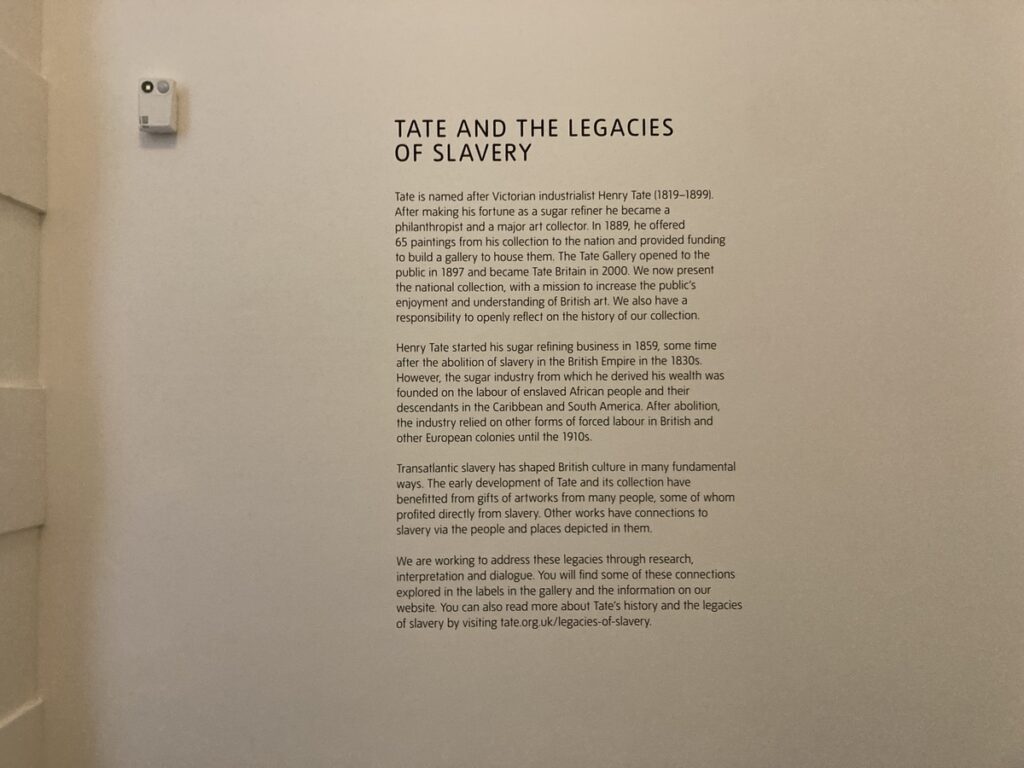 TATE AND THE LEGACIES
OF SLAVERY
Tate is named after Victorian industrialist Henry Tate (1819–1899).
After making his fortune as a sugar refiner he became a
philanthropist and a major art collector. In 1889, he offered
65 paintings from his collection to the nation and provided funding
to build a gallery to house them. The Tate Gallery opened to the
public in 1897 and became Tate Britain in 2000. We now present
the national collection, with a mission to increase the public's
enjoyment and understanding of British art. We also have a
responsibility to openly reflect on the history of our collection.
Henry Tate started his sugar refining business in 1859, some time
after the abolition of slavery in the British Empire in the 1830s.
However, the sugar industry from which he derived his wealth was
founded on the labour of enslaved African people and their
descendants in the Caribbean and South America. After abolition,
the industry relied on other forms of forced labour in British and
other European colonies until the 1910s.
Transatlantic slavery has shaped British culture in many fundamental
ways. The early development of Tate and its collection have
benefitted from gifts of artworks from many people, some of whom
profited directly from slavery. Other works have connections to
slavery via the people and places depicted in them.
We are working to address these legacies through research,
interpretation and dialogue. You will find some of these connections
explored in the labels in the gallery and the information on our
website. You can also read more about Tate's history and the legacies
of slavery by visiting tate.org.uk/legacies-of-slavery.